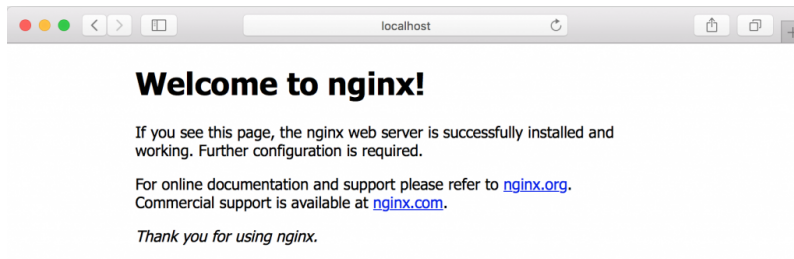 localhost
Welcome to nginx!
If you see this page, the nginx web server is successfully installed and
working. Further configuration is required.
For online documentation and support please refer to nginx.org.
Commercial support is available at nginx.com.
Thank you for using nginx.